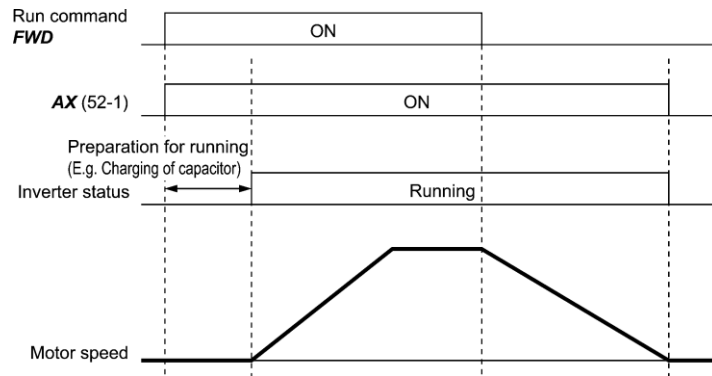 Run command
FWD
ON
AX (52-1)
ON
Preparation for running
(E.g. Charging of capacitor)
Inverter status
Running
Motor speed